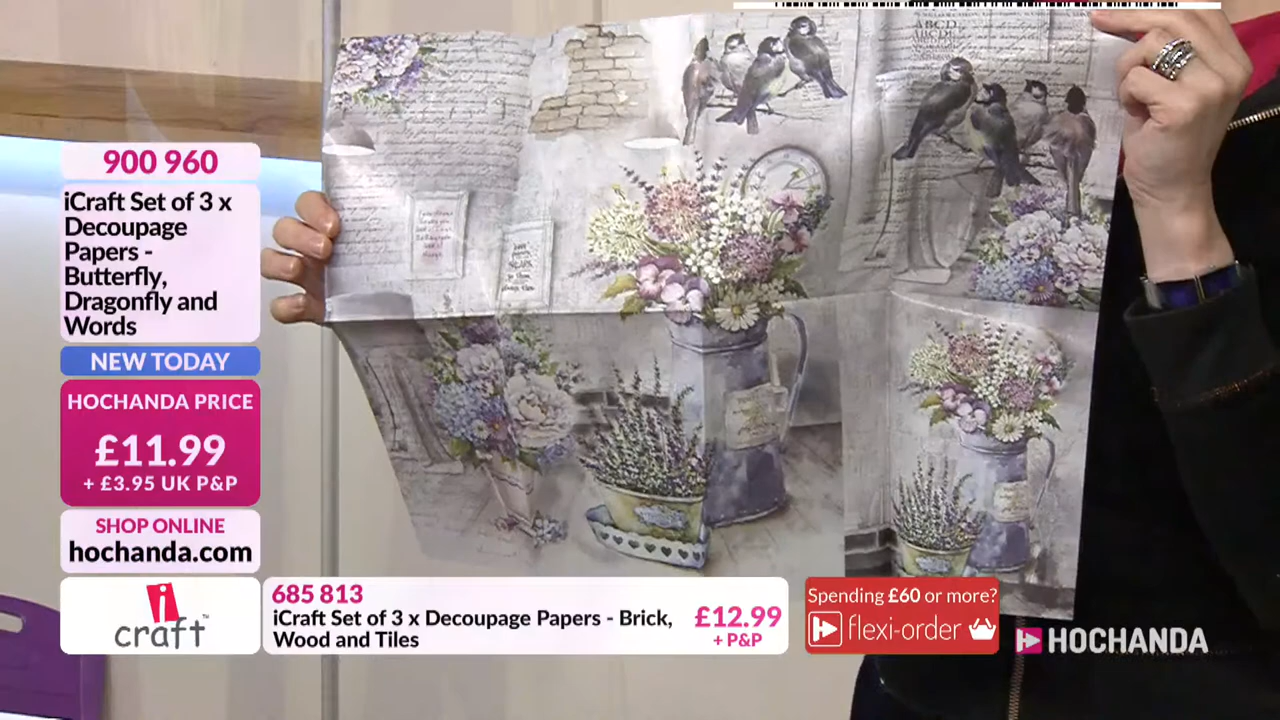 ABCD
900 960
iCraft Set of 3 x
Decoupage
Papers -
Butterfly,
Dragonfly and
Words
NEW TODAY
HOCHANDA PRICE
£11.99
+ £3.95 UK P&P
SHOP ONLINE
hochanda.com
i craft™
685 813
iCraft Set of 3 x Decoupage Papers - Brick,
Wood and Tiles
£12.99
+ P&P
Spending £60 or more?
flexi-order
HOCHANDA